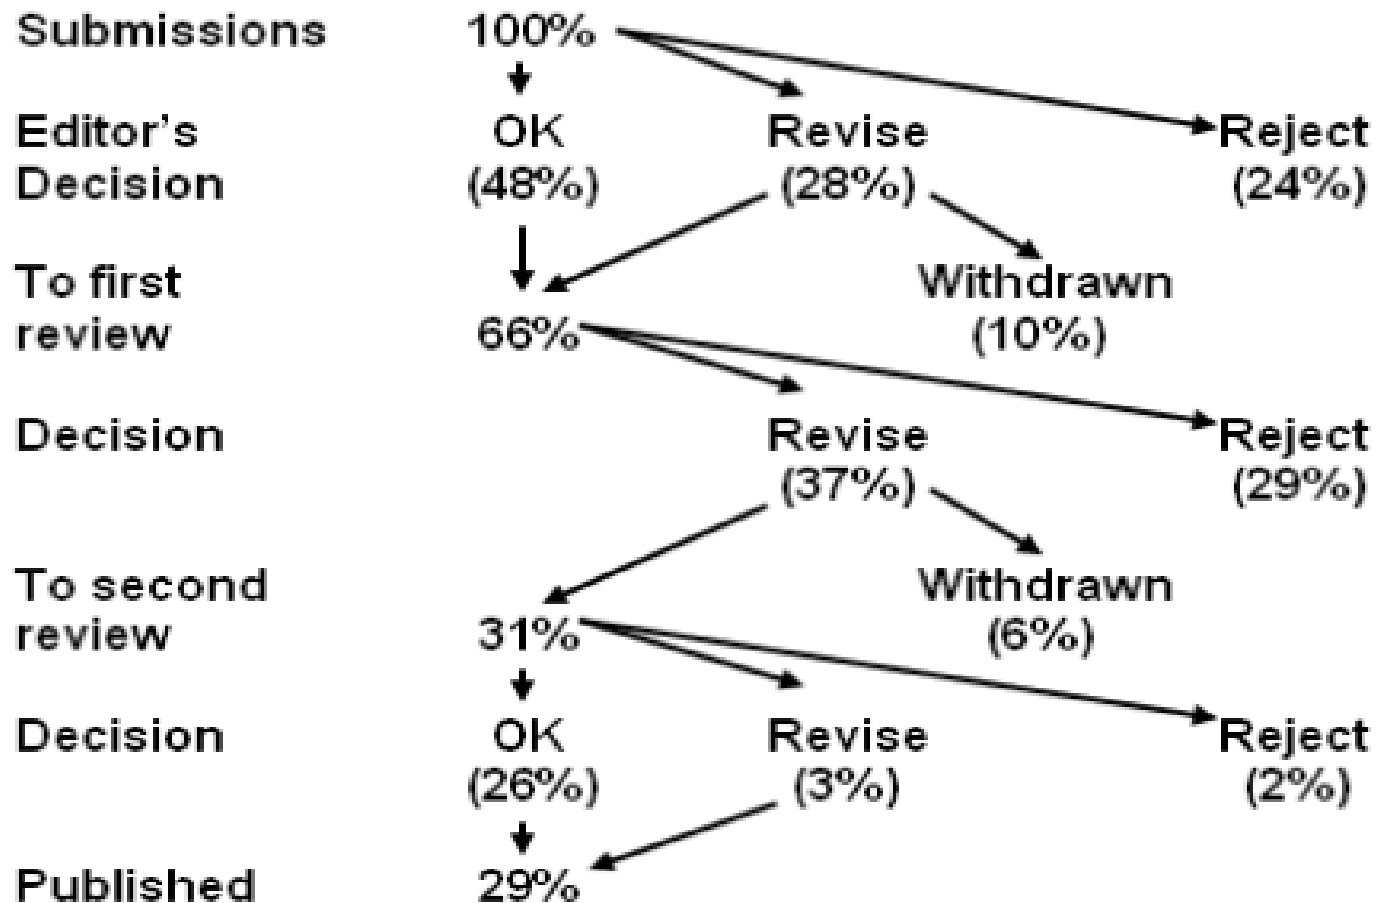 Submissions 100%
Editor's OK Revise Reject
Decision (48%) (28%) (24%)
To first Withdrawn
review 66% (10%)
Decision Revise Reject
(37%) (29%)
To second Withdrawn
review 31% (6%)
Decision OK Revise Reject
(26%) (3%) (2%)
Published 29%